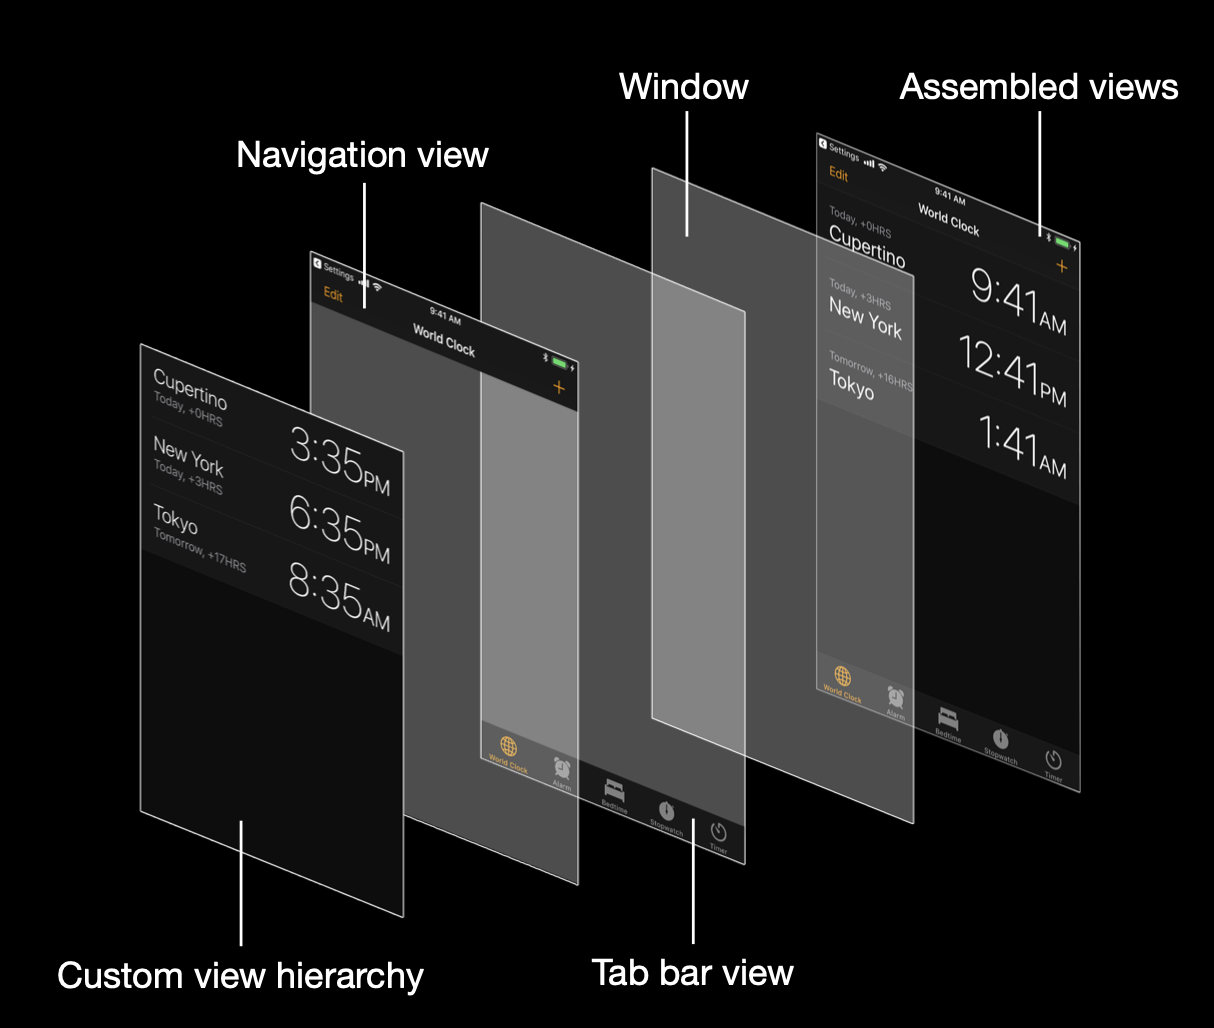 Window
Assembled views
Navigation view
Settings
9:41 AM
Edit
World Clock
+
Today, +0HRS
Cupertino
9:41AM
Today, +3HRS
New York
12:41PM
Tomorrow, +16HRS
Tokyo
1:41AM
World Clock
Alarm
Bedtime
Stopwatch
Timer
Settings
9:41 AM
Edit
World Clock
+
Cupertino
Today, +0HRS
3:35PM
New York
Today, +3HRS
6:35PM
Tokyo
Tomorrow, +17HRS
8:35AM
World Clock
Alarm
Bedtime
Stopwatch
Timer
Custom view hierarchy
Tab bar view